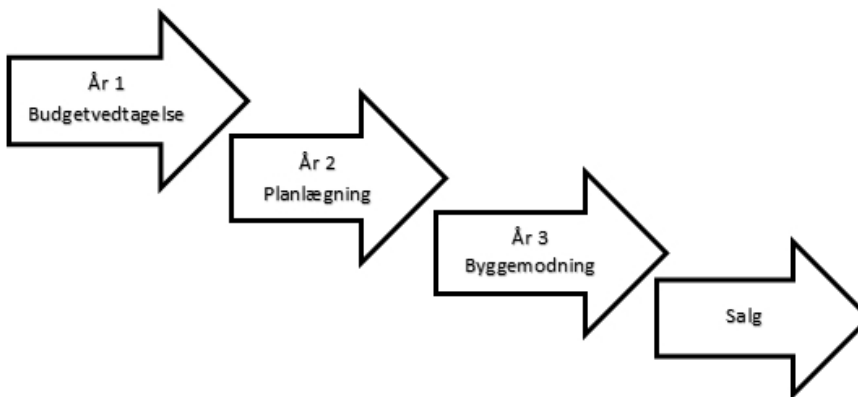 År 1
Budgetvedtagelse
År 2
Planlægning
År 3
Byggemodning
Salg